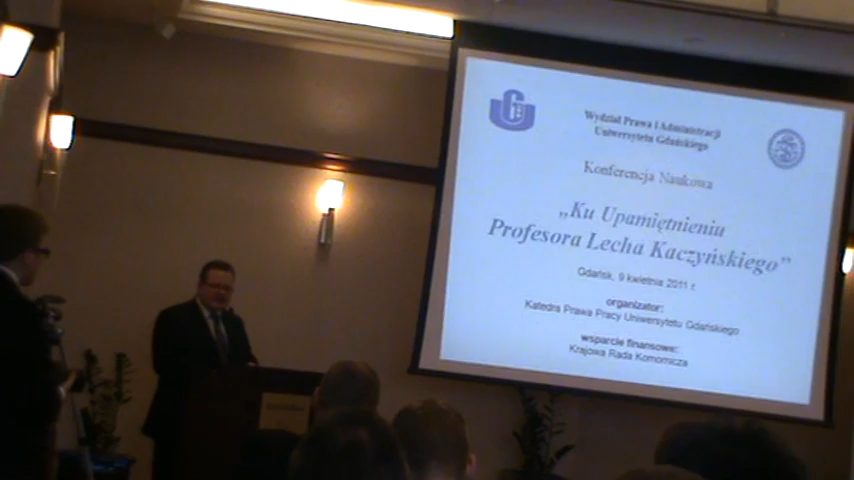 Wydział Prawa i Administracji
Uniwersytetu Gdańskiego
Konferencja Naukowa
„Ku Upamiętnieniu
Profesora Lecha Kaczyńskiego”
Gdańsk, 9 kwietnia 2011 r.
organizator:
Katedra Prawa Pracy Uniwersytetu Gdańskiego
wsparcie finansowe:
Krajowa Rada Komornicza